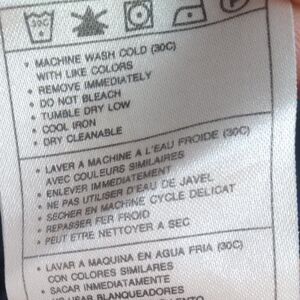 30C P
• MACHINE WASH COLD (30C)
WITH LIKE COLORS
• REMOVE IMMEDIATELY
• DO NOT BLEACH
• TUMBLE DRY LOW
• COOL IRON
• DRY CLEANABLE
• LAVER A MACHINE A L'EAU FROIDE (30C)
AVEC COULEURS SIMILAIRES
• ENLEVER IMMEDIATEMENT
• NE PAS UTILISER D'EAU DE JAVEL
• SECHER EN MACHINE CYCLE DELICAT
• REPASSER FER FROID
• PEUT ETRE NETTOYER A SEC
• LAVAR A MAQUINA EN AGUA FRIA (30C)
CON COLORES SIMILARES
• SACAR INMEDIATAMENTE
USAR BLANQUEADORES